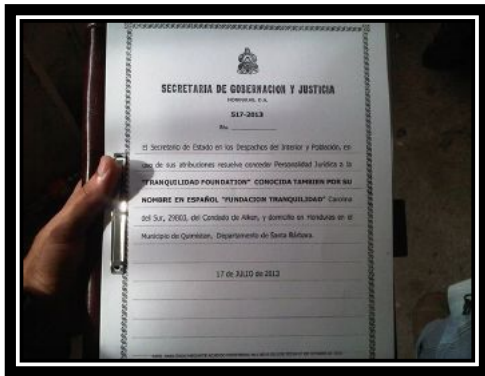 SECRETARIA DE GOBERNACION Y JUSTICIA
HONDURAS, C.A.
517-2013
No.
El Secretario de Estado en los Despachos del Interior y Población, en
uso de sus atribuciones resuelve conceder Personalidad Jurídica a la
"TRANQUILIDAD FOUNDATION" CONOCIDA TAMBIEN POR SU
NOMBRE EN ESPAÑOL "FUNDACION TRANQUILIDAD" Carolina
del Sur, 29803, del Condado de Aiken, y domicilio en Honduras en el
Municipio de Quimistan, Departamento de Santa Bárbara.
17 de JULIO de 2013